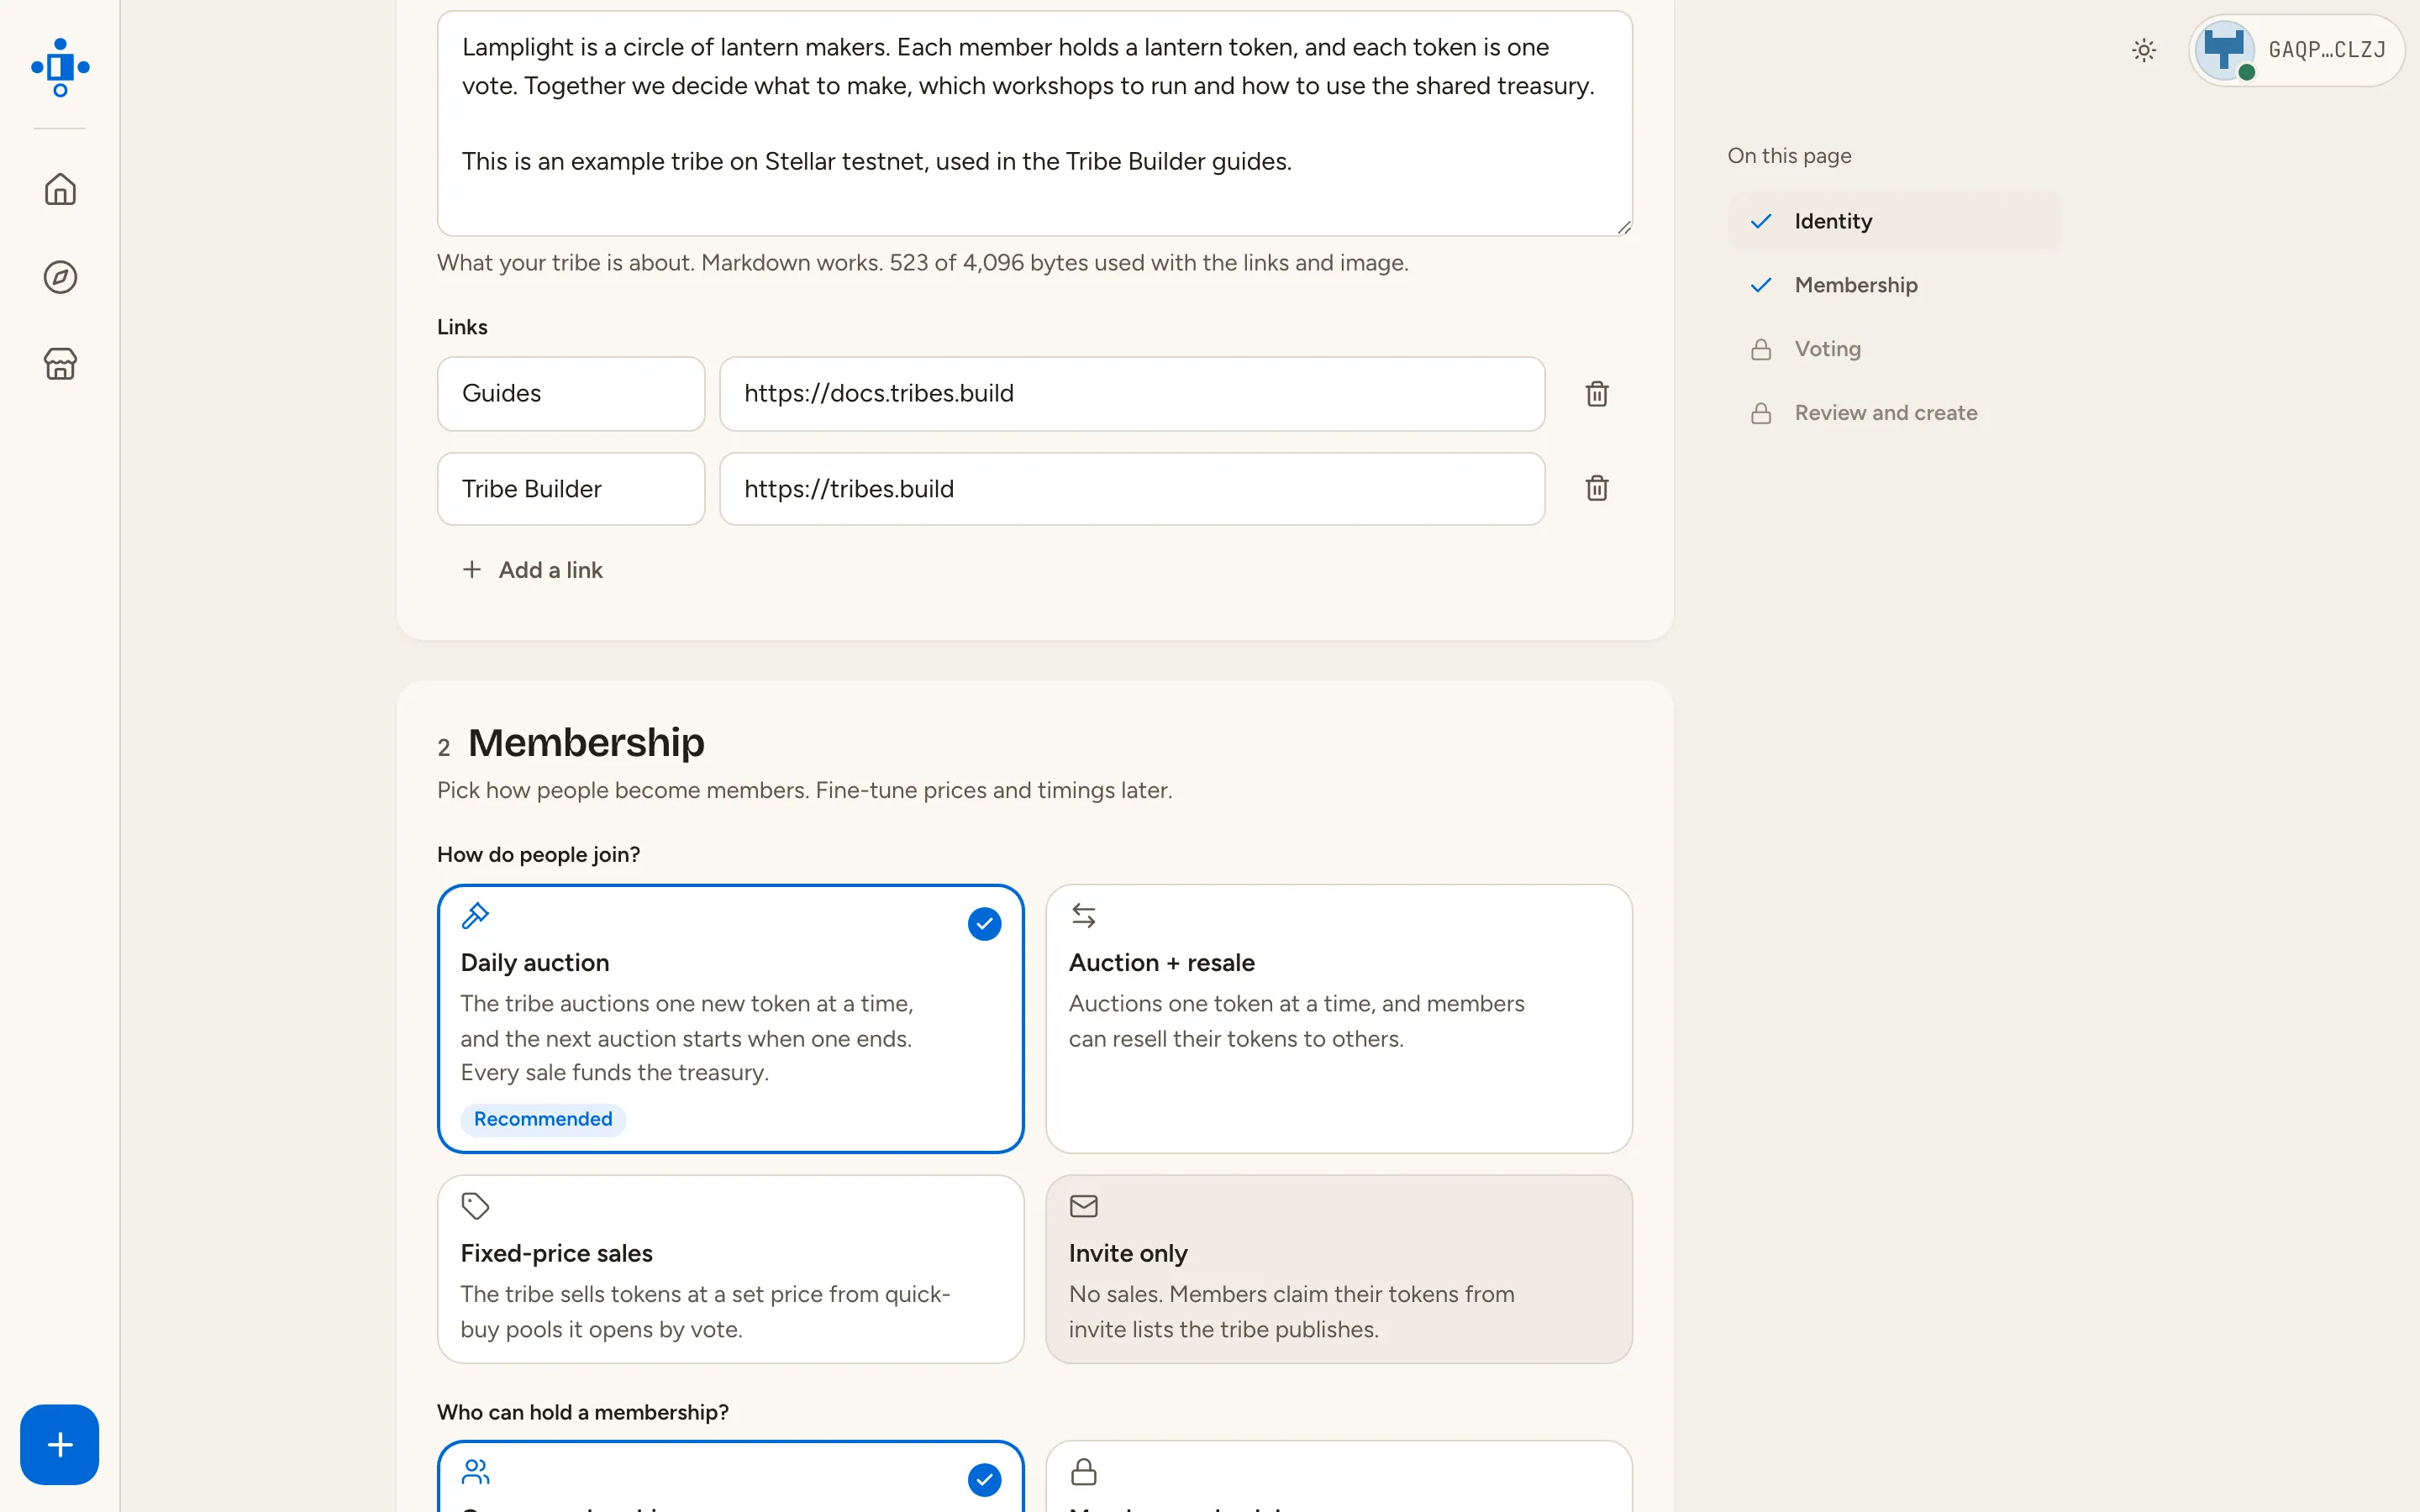 Lamplight is a circle of lantern makers. Each member holds a lantern token, and each token is one
vote. Together we decide what to make, which workshops to run and how to use the shared treasury.
This is an example tribe on Stellar testnet, used in the Tribe Builder guides.
What your tribe is about. Markdown works. 523 of 4,096 bytes used with the links and image.
Links
Guides
https://docs.tribes.build
Tribe Builder
https://tribes.build
Add a link
2 Membership
Pick how people become members. Fine-tune prices and timings later.
How do people join?
Daily auction
The tribe auctions one new token at a time,
and the next auction starts when one ends.
Every sale funds the treasury.
Recommended
Auction + resale
Auctions one token at a time, and members
can resell their tokens to others.
Fixed-price sales
The tribe sells tokens at a set price from quick-
buy pools it opens by vote.
Invite only
No sales. Members claim their tokens from
invite lists the tribe publishes.
Who can hold a membership?
GAQP…CLZJ
On this page
Identity
Membership
Voting
Review and create